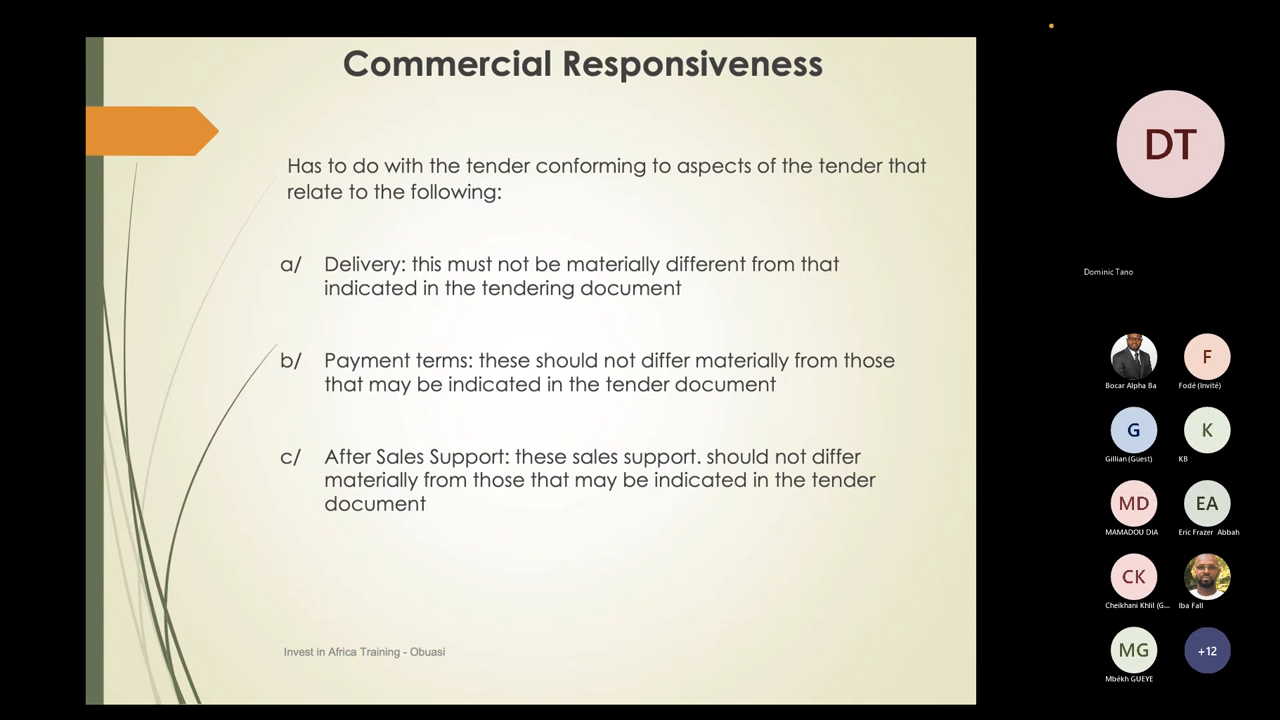 Commercial Responsiveness
Has to do with the tender conforming to aspects of the tender that
relate to the following:
a/ Delivery: this must not be materially different from that
indicated in the tendering document
b/ Payment terms: these should not differ materially from those
that may be indicated in the tender document
c/ After Sales Support: these sales support. should not differ
materially from those that may be indicated in the tender
document
Invest in Africa Training - Obuasi
DT
Dominic Tano
Bocar Alpha Ba
F
Fodé (Invité)
G
Gillian (Guest)
K
KB
MD
MAMADOU DIA
EA
Eric Frazer Abbah
CK
Cheikhani Khlil (G...
Iba Fall
MG
Mbékh GUEYE
+12